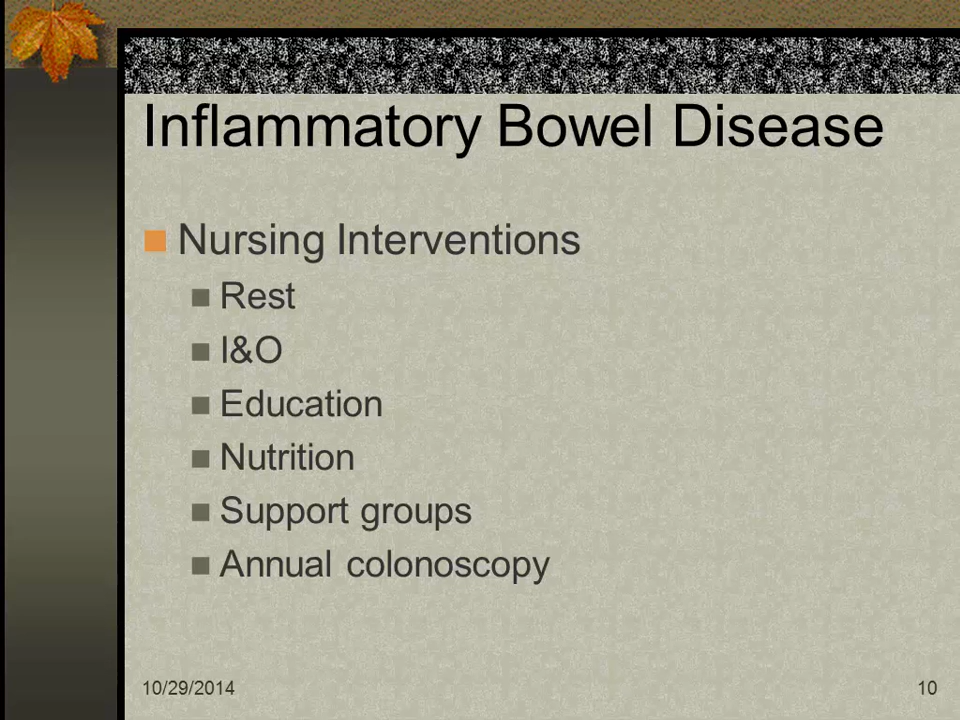 Inflammatory Bowel Disease
Nursing Interventions
Rest
I&O
Education
Nutrition
Support groups
Annual colonoscopy
10/29/2014
10